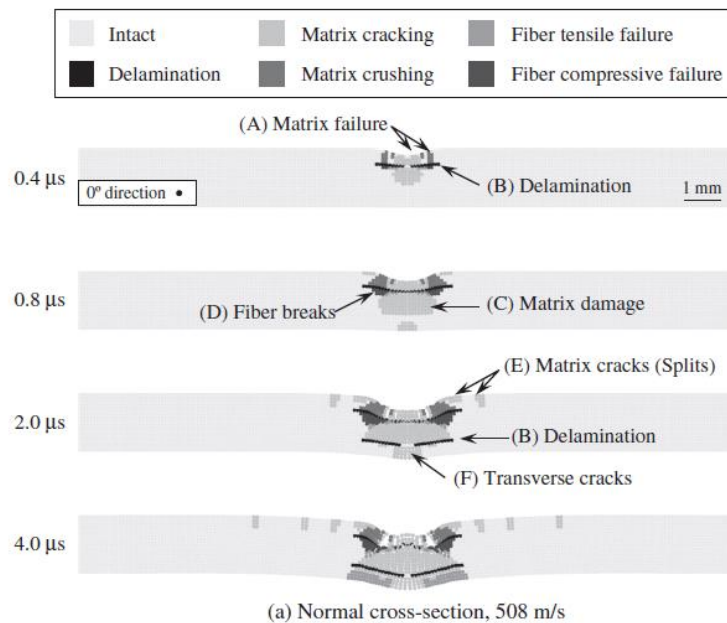 Intact
Matrix cracking
Fiber tensile failure
Delamination
Matrix crushing
Fiber compressive failure
(A) Matrix failure
0.4 μs
(B) Delamination
0º direction •
1 mm
0.8 μs
(D) Fiber breaks
(C) Matrix damage
(E) Matrix cracks (Splits)
2.0 μs
(B) Delamination
(F) Transverse cracks
4.0 μs
(a) Normal cross-section, 508 m/s